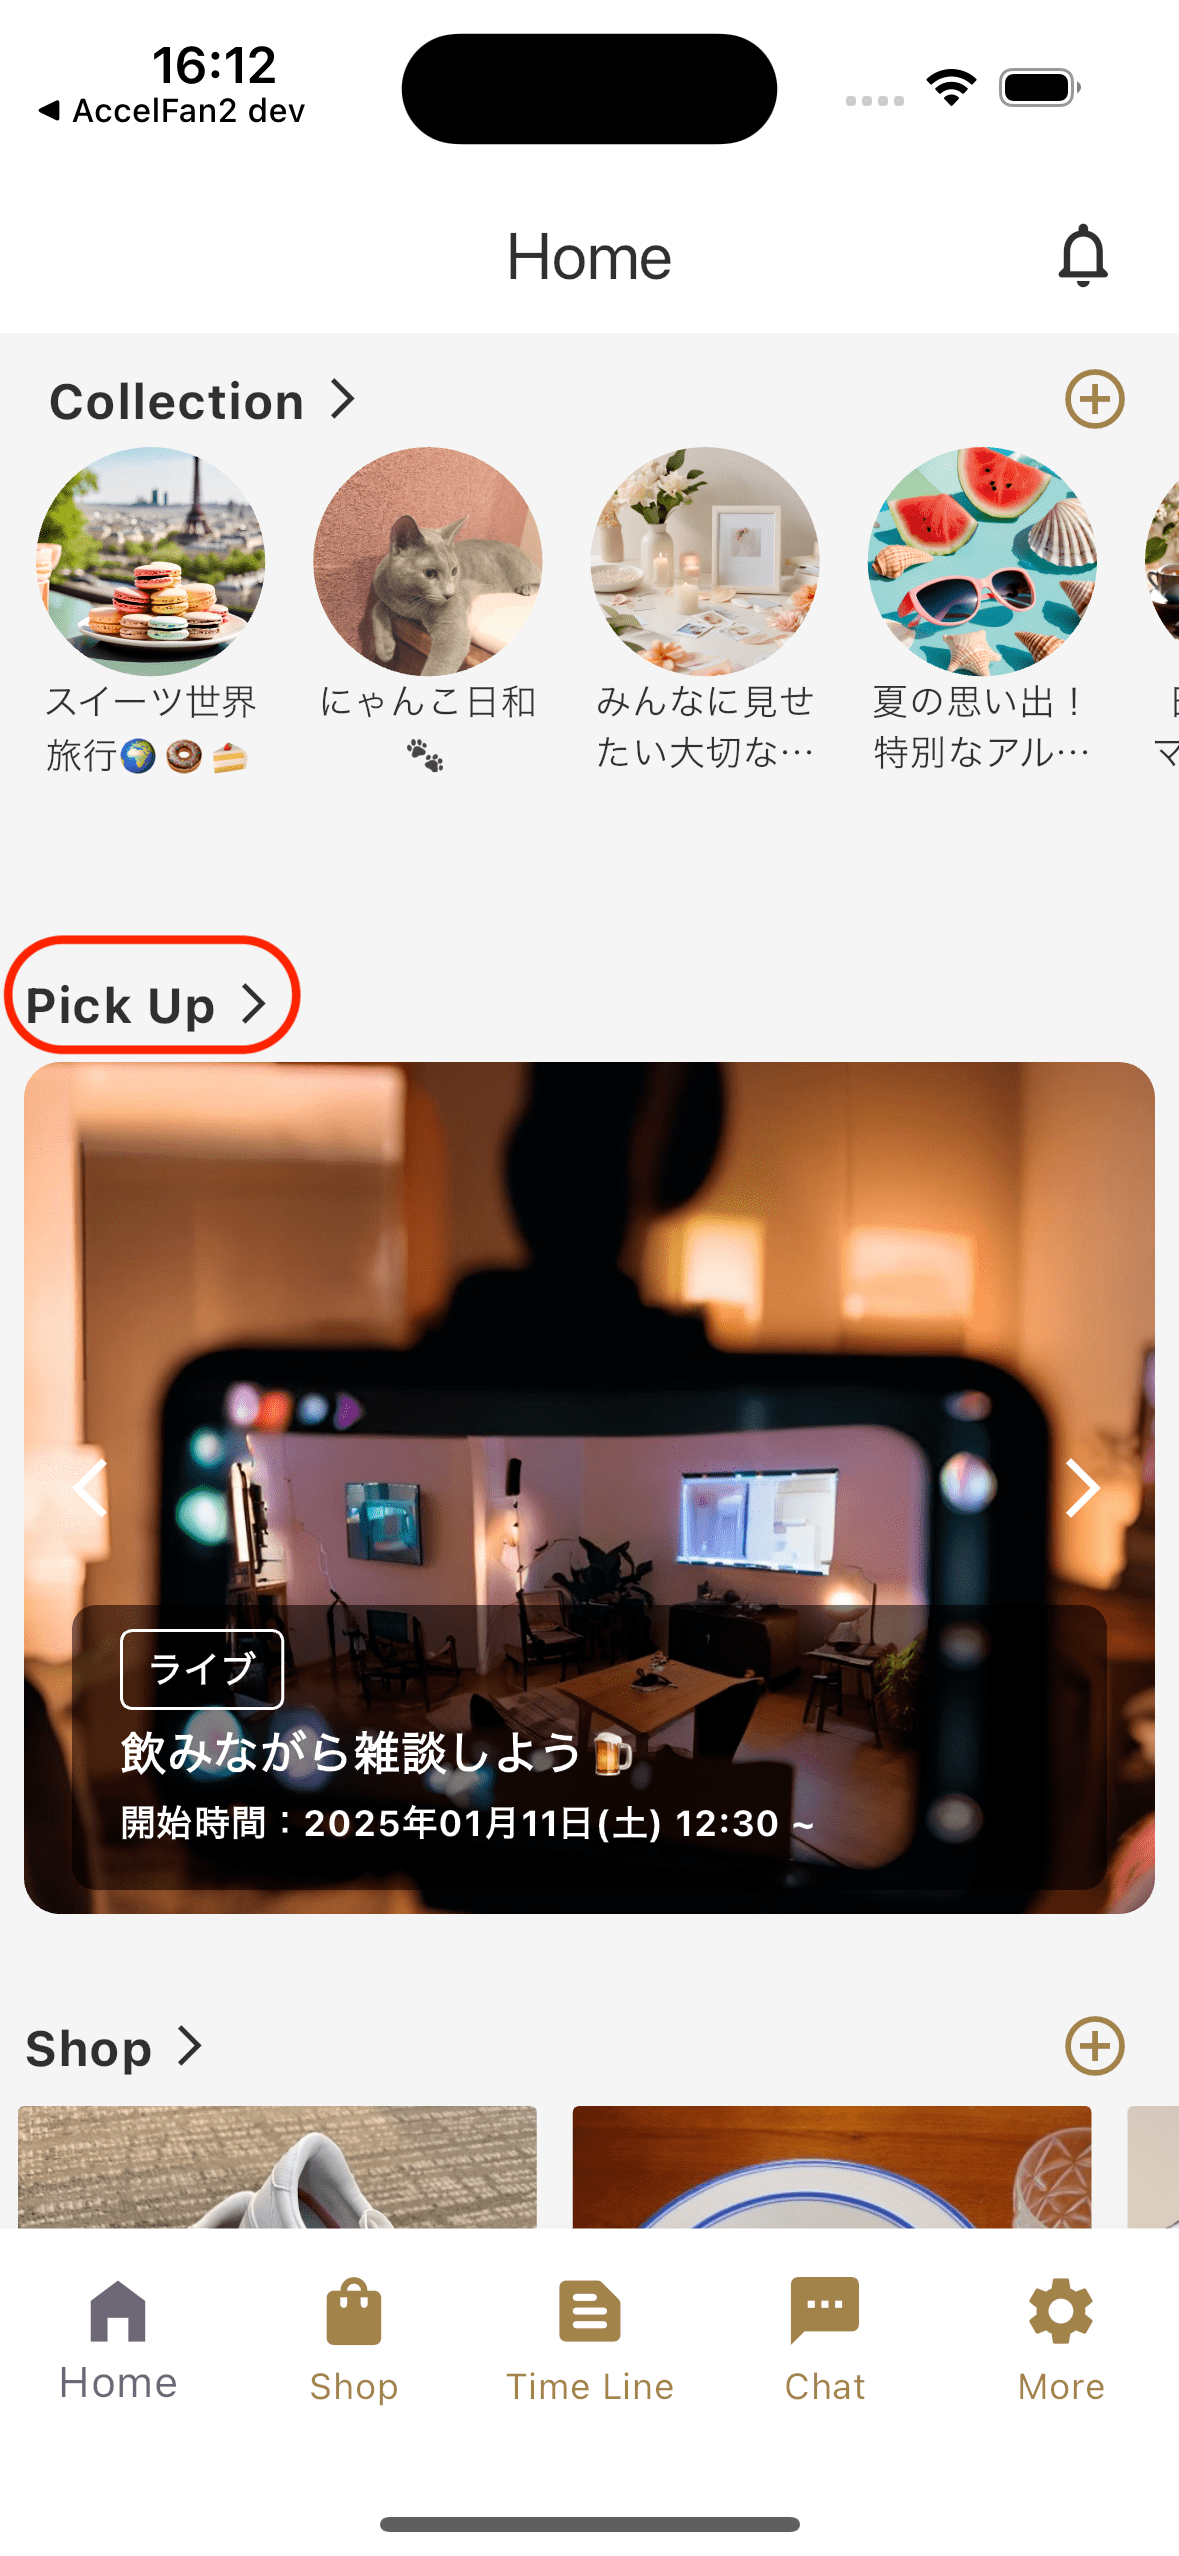 16:12
◀ AccelFan2 dev
Home
Collection
スイーツ世界
旅行🌍🍩🍰
にゃんこ日和
🐾
みんなに見せ
たい大切な…
夏の思い出！
特別なアル…
Pick Up
ライブ
飲みながら雑談しよう🍺
開始時間：2025年01月11日(土) 12:30 ~
Shop
Home
Shop
Time Line
Chat
More